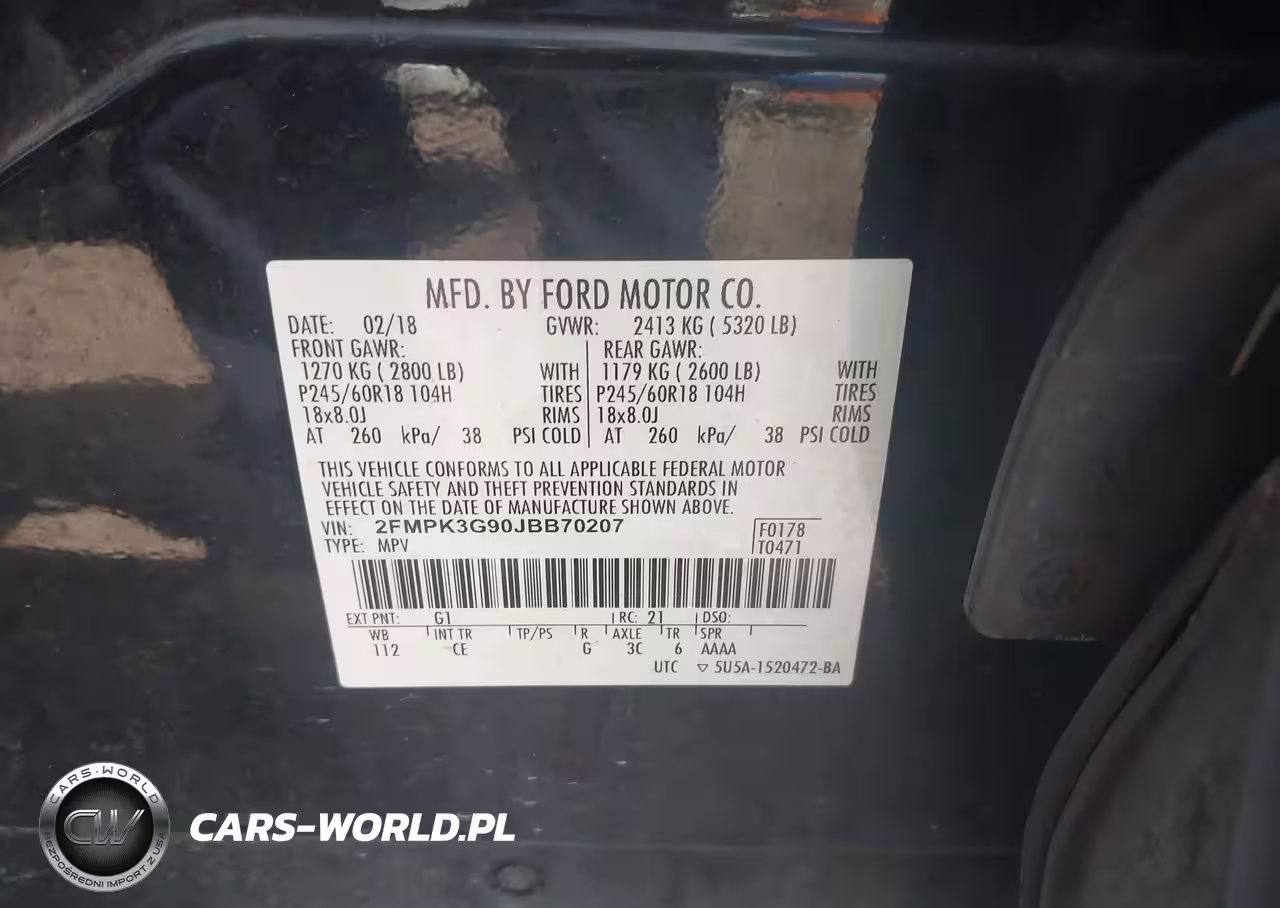 MFD. BY FORD MOTOR CO.
DATE: 02/18 GVWR: 2413 KG ( 5320 LB)
FRONT GAWR: REAR GAWR:
1270 KG ( 2800 LB) WITH 1179 KG ( 2600 LB) WITH
P245/60R18 104H TIRES P245/60R18 104H TIRES
18x8.0J RIMS 18x8.0J RIMS
AT 260 kPa/ 38 PSI COLD AT 260 kPa/ 38 PSI COLD
THIS VEHICLE CONFORMS TO ALL APPLICABLE FEDERAL MOTOR
VEHICLE SAFETY AND THEFT PREVENTION STANDARDS IN
EFFECT ON THE DATE OF MANUFACTURE SHOWN ABOVE.
VIN: 2FMPK3G90JBB70207
F0178
TYPE: MPV
T0471
EXT PNT: G1 RC: 21 DSO:
WB INT TR TP/PS R AXLE TR SPR
112 CE G 3C 6 AAAA
UTC ▽ 5U5A-1520472-BA
CARS-WORLD
CW
BEZPOŚREDNI IMPORT Z USA
CARS-WORLD.PL